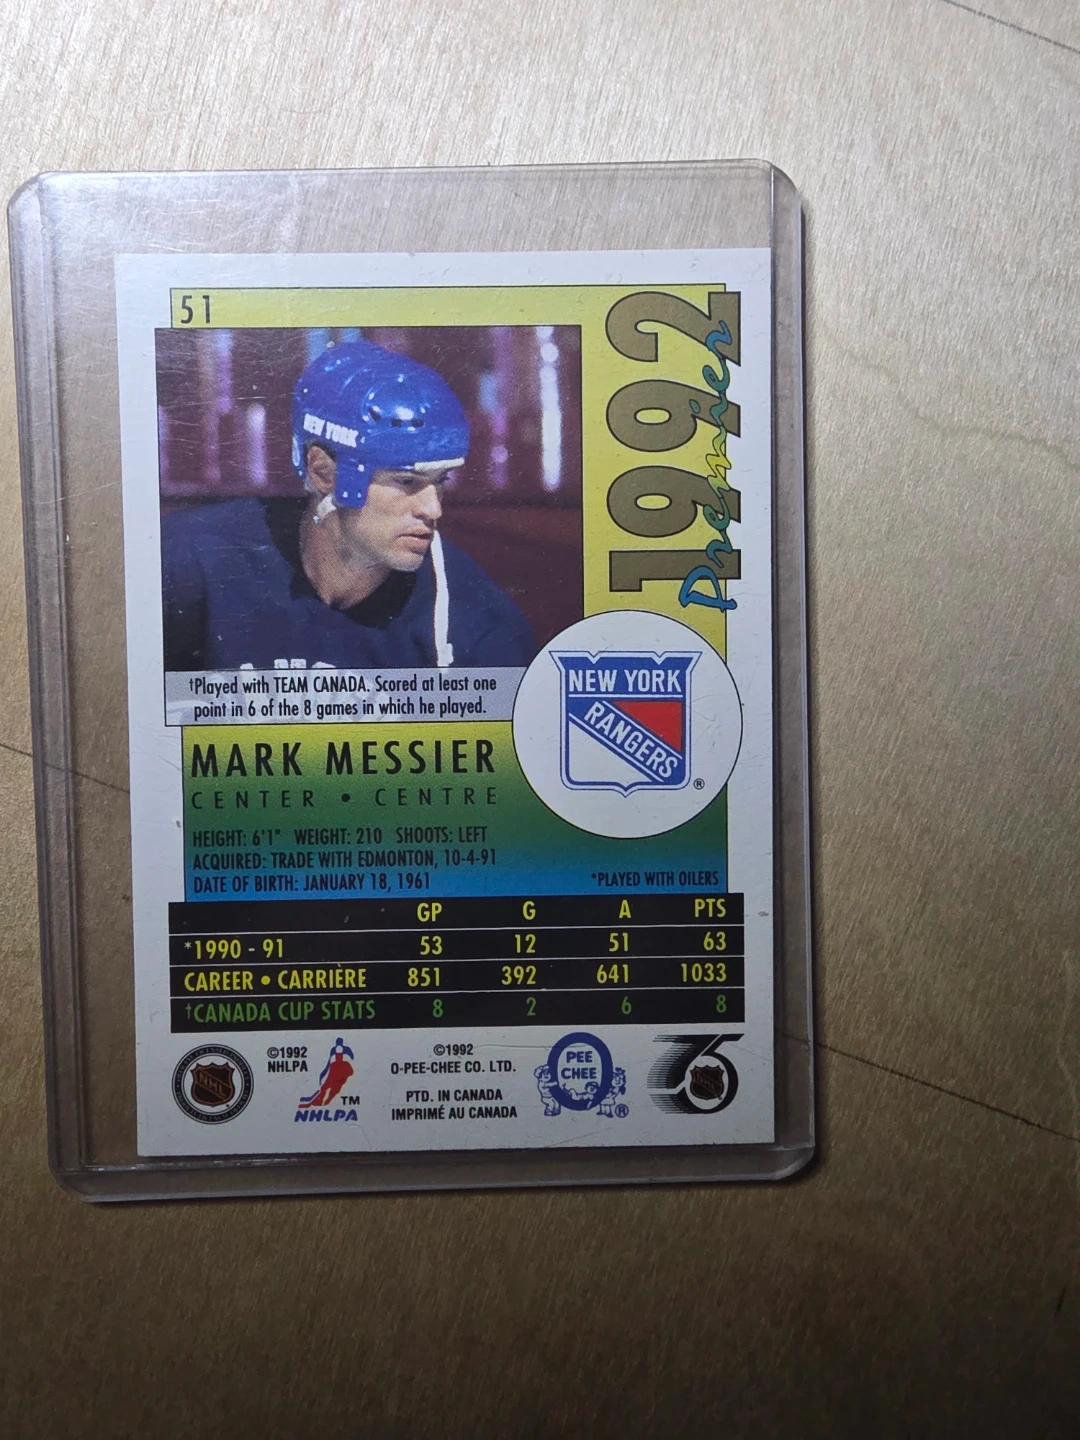 51
1992
Premier
NEW YORK
†Played with TEAM CANADA. Scored at least one
point in 6 of the 8 games in which he played.
NEW YORK
RANGERS
®
MARK MESSIER
CENTER • CENTRE
HEIGHT: 6'1" WEIGHT: 210 SHOOTS: LEFT
ACQUIRED: TRADE WITH EDMONTON, 10-4-91
DATE OF BIRTH: JANUARY 18, 1961
*PLAYED WITH OILERS
GP G A PTS
*1990 - 91 53 12 51 63
CAREER • CARRIÈRE 851 392 641 1033
†CANADA CUP STATS 8 2 6 8
NHL
©1992
NHLPA
TM
NHLPA
©1992
O-PEE-CHEE CO. LTD.
PTD. IN CANADA
IMPRIMÉ AU CANADA
O
PEE
CHEE
®
75
NHL